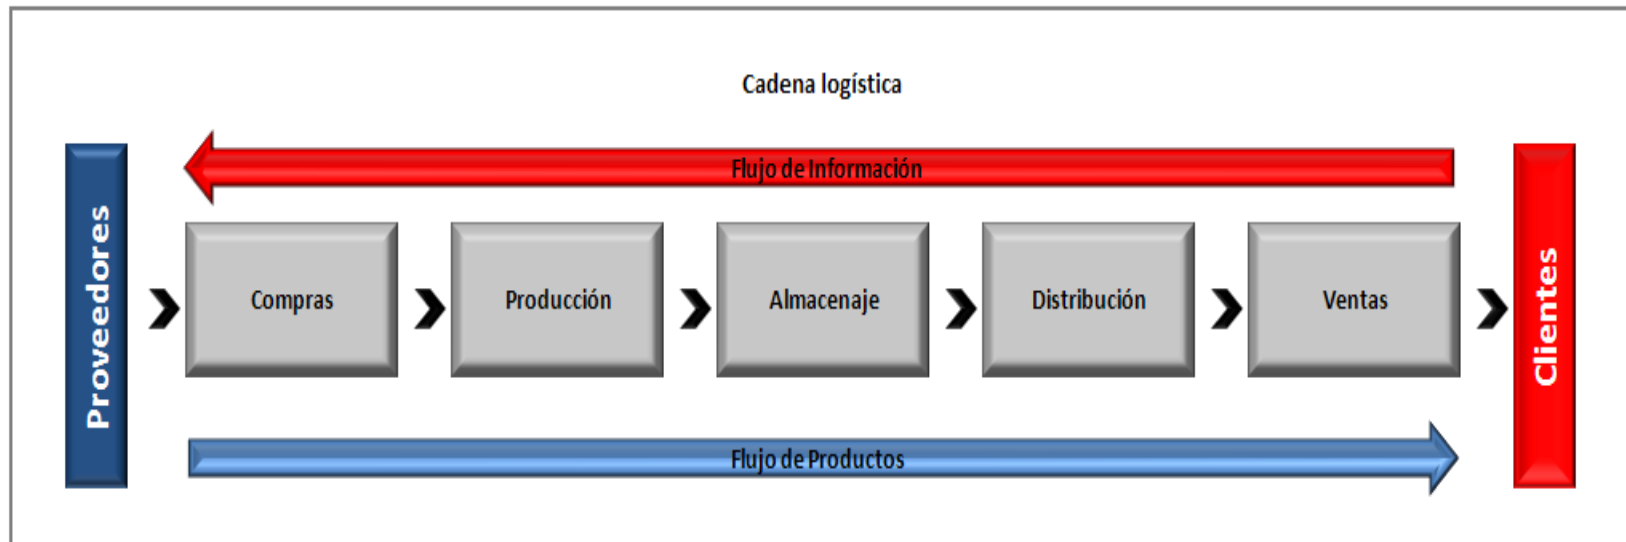 Cadena logística
Flujo de Información
Proveedores
Compras
Producción
Almacenaje
Distribución
Ventas
Clientes
Flujo de Productos